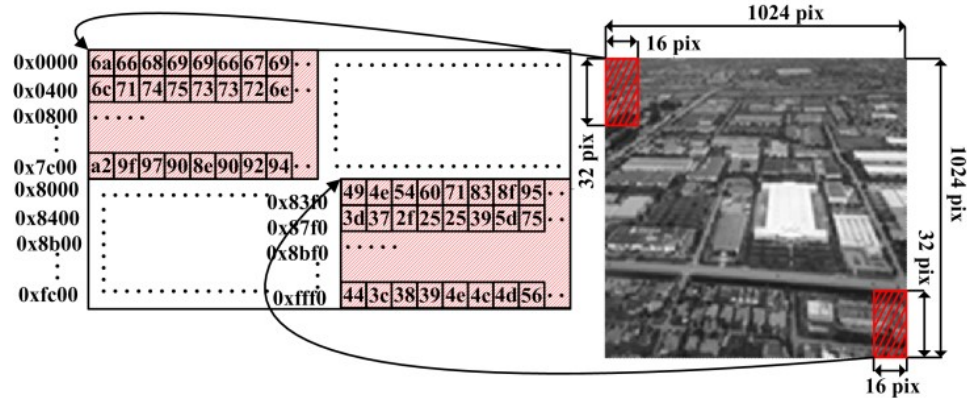 1024 pix
16 pix
0x0000 6a 66 68 69 69 66 67 69 ··
0x0400 6c 71 74 75 73 73 72 6e ··
0x0800 ·····
0x7c00 a2 9f 97 90 8e 90 92 94 ··
32 pix
1024 pix
0x8000
0x83f0 49 4e 54 60 71 83 8f 95 ··
0x8400
0x87f0 3d 37 2f 25 25 39 5d 75 ··
0x8b00
0x8bf0 ·····
0xfc00
0xfff0 44 3c 38 39 4e 4c 4d 56 ··
32 pix
16 pix